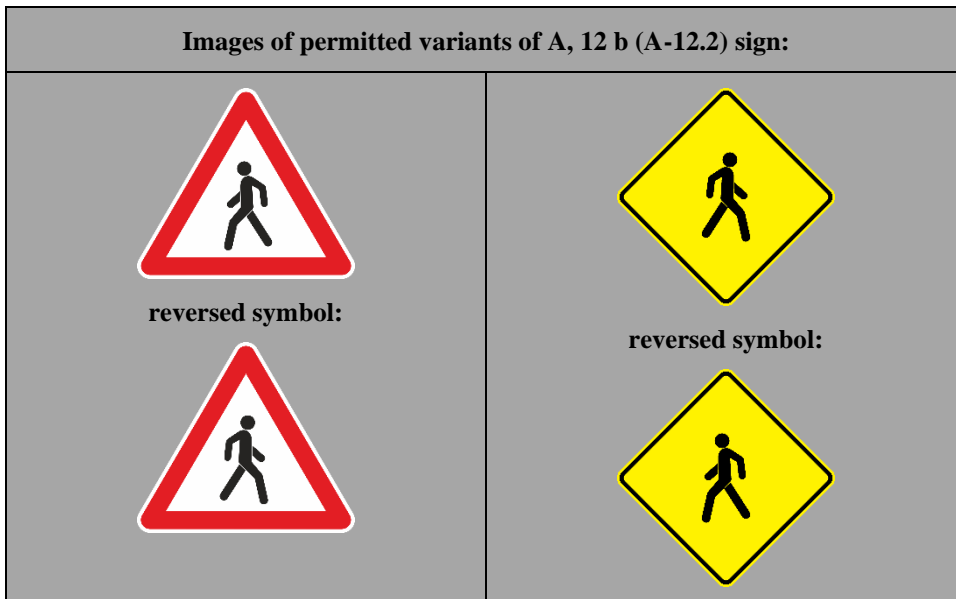 Images of permitted variants of A, 12 b (A-12.2) sign:
reversed symbol:
reversed symbol: